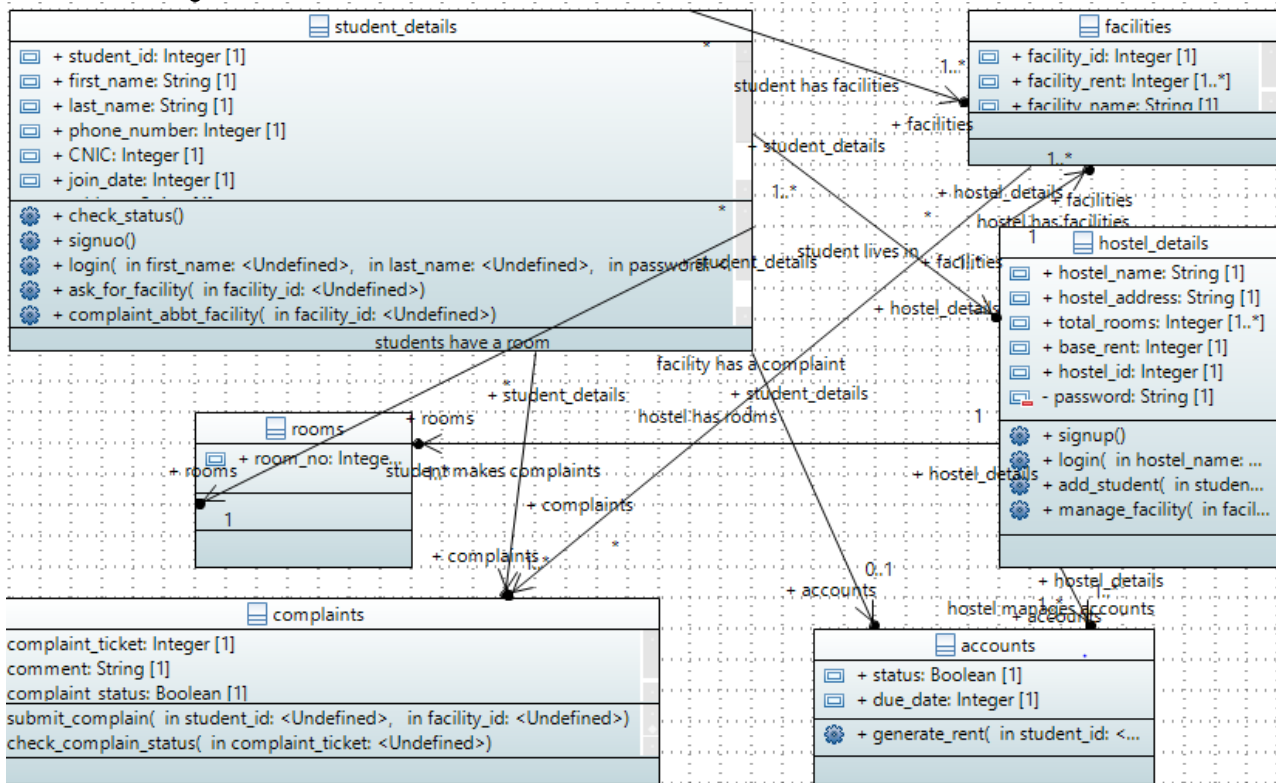 student_details
+ student_id: Integer [1]
+ first_name: String [1]
+ last_name: String [1]
+ phone_number: Integer [1]
+ CNIC: Integer [1]
+ join_date: Integer [1]
+ check_status()
+ signuo()
+ login( in first_name: <Undefined>, in last_name: <Undefined>, in password: <
+ ask_for_facility( in facility_id: <Undefined>)
+ complaint_abbt_facility( in facility_id: <Undefined>)
students have a room
facilities
+ facility_id: Integer [1]
+ facility_rent: Integer [1..*]
+ facility_name: String [1]
*
1..*
student has facilities
+ facilities
+ student_details
1..*
1..*
+ hostel_details
+ facilities
hostel has facilities
*
*
1
student lives in
+ facilities
+ student_details
+ hostel_details
hostel_details
+ hostel_name: String [1]
+ hostel_address: String [1]
+ total_rooms: Integer [1..*]
+ base_rent: Integer [1]
+ hostel_id: Integer [1]
- password: String [1]
+ signup()
+ login( in hostel_name: ...
+ add_student( in studen...
+ manage_facility( in facil...
facility has a complaint
*
+ student_details
+ student_details
1
1
hostel has rooms
+ rooms
rooms
+ room_no: Intege...
+ rooms
student makes complaints
+ hostel_details
1
+ complaints
*
+ complaints
0..1
+ accounts
+ hostel_details
hostel manages accounts
+ accounts
complaints
complaint_ticket: Integer [1]
comment: String [1]
complaint_status: Boolean [1]
submit_complain( in student_id: <Undefined>, in facility_id: <Undefined>)
check_complain_status( in complaint_ticket: <Undefined>)
accounts
+ status: Boolean [1]
+ due_date: Integer [1]
+ generate_rent( in student_id: <...